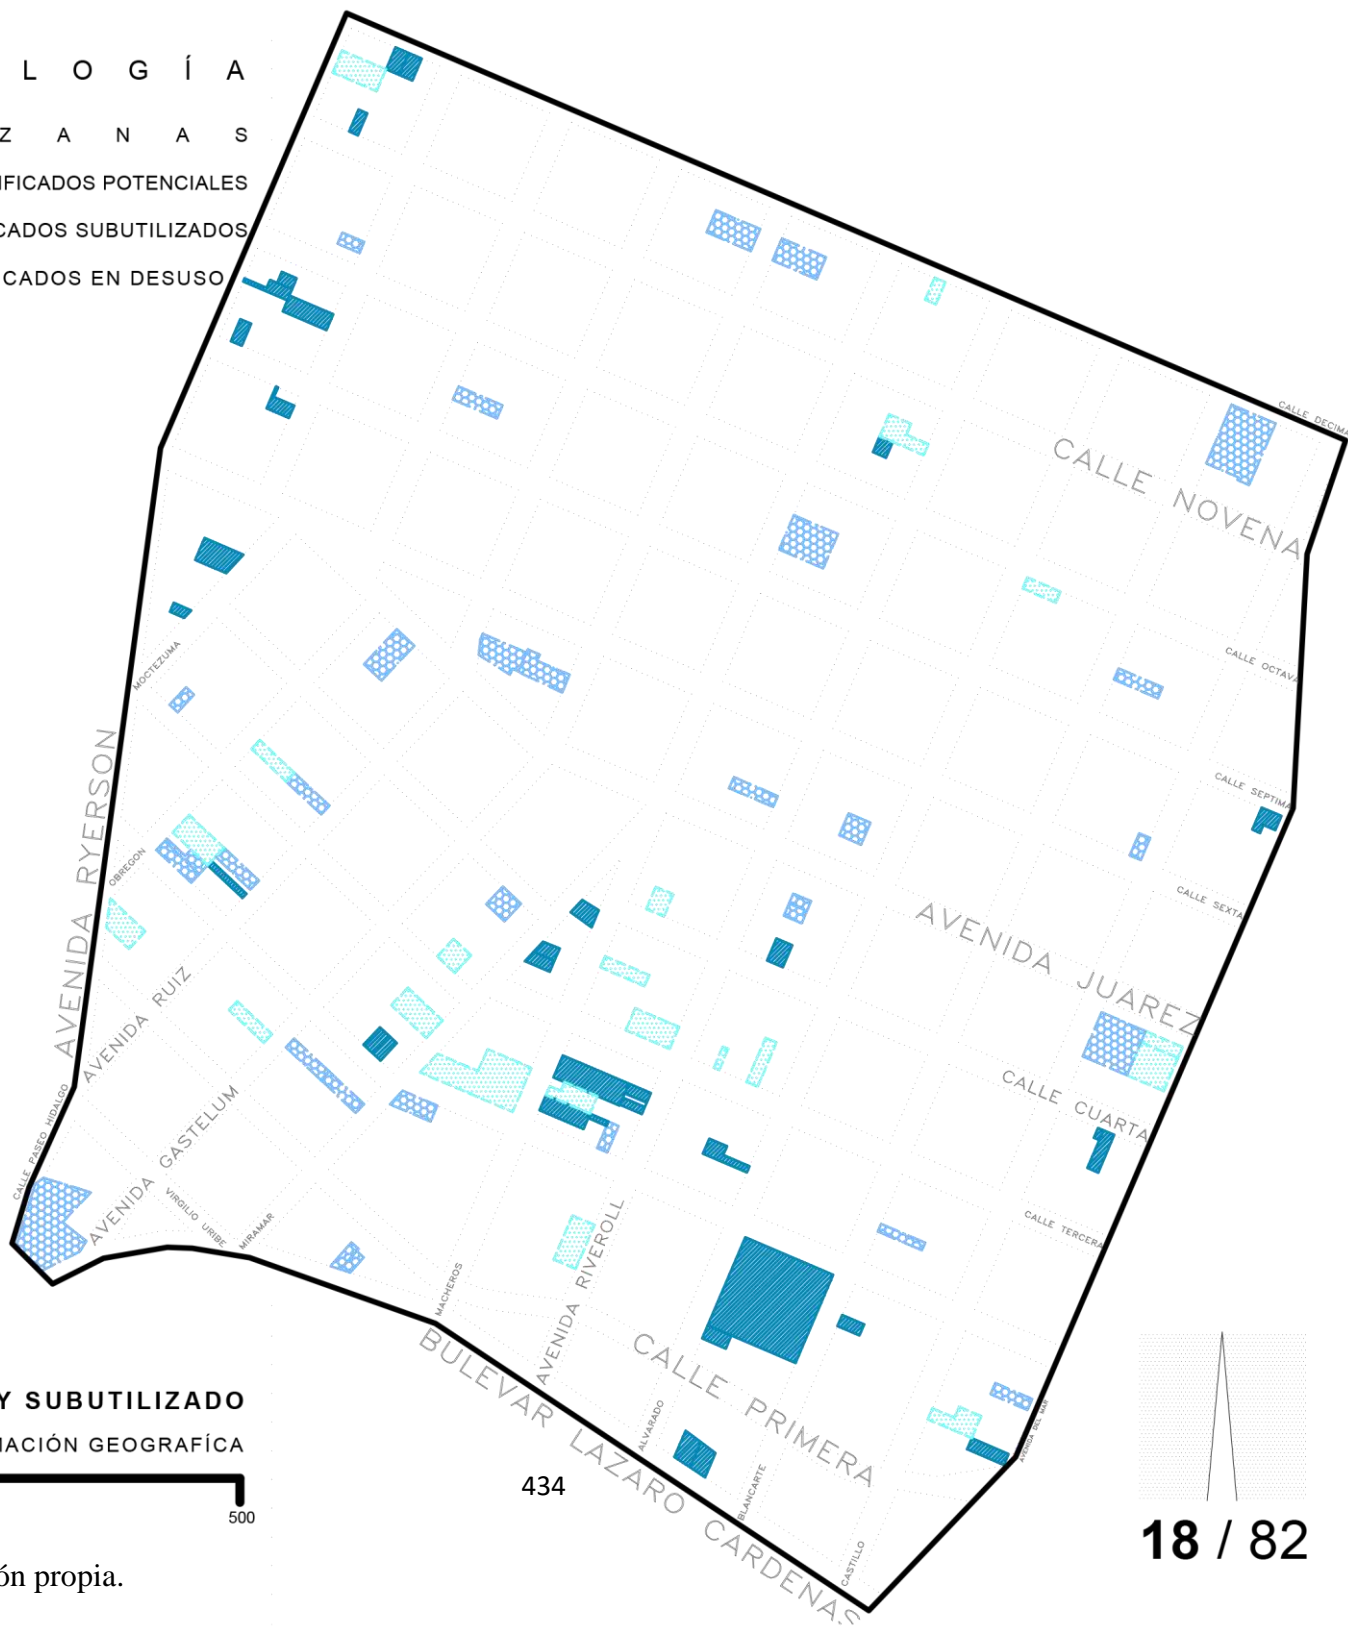 L O G Í A
Z A N A S
IFICADOS POTENCIALES
CADOS SUBUTILIZADOS
CADOS EN DESUSO
CALLE DECIMA
CALLE NOVENA
CALLE OCTAVA
MOCTEZUMA
CALLE SEPTIMA
AVENIDA RYERSON
OBREGON
CALLE SEXTA
AVENIDA JUAREZ
AVENIDA RUIZ
CALLE CUARTA
CALLE PASEO HIDALGO
AVENIDA GASTELUM
VIRGILIO URIBE
MIRAMAR
CALLE TERCERA
MACHEROS
AVENIDA RIVEROLL
BULEVAR LAZARO CARDENAS
CALLE PRIMERA
ALVARADO
BLANCARTE
CASTILLO
AVENIDA DEL MAR
Y SUBUTILIZADO
MACIÓN GEOGRAFÍCA
500
434
18 / 82
ón propia.